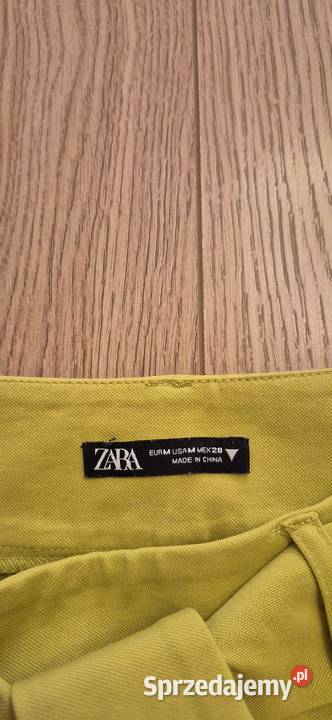 ZARA
EUR M USA M MEX 28
MADE IN CHINA
Sprzedajemy.pl